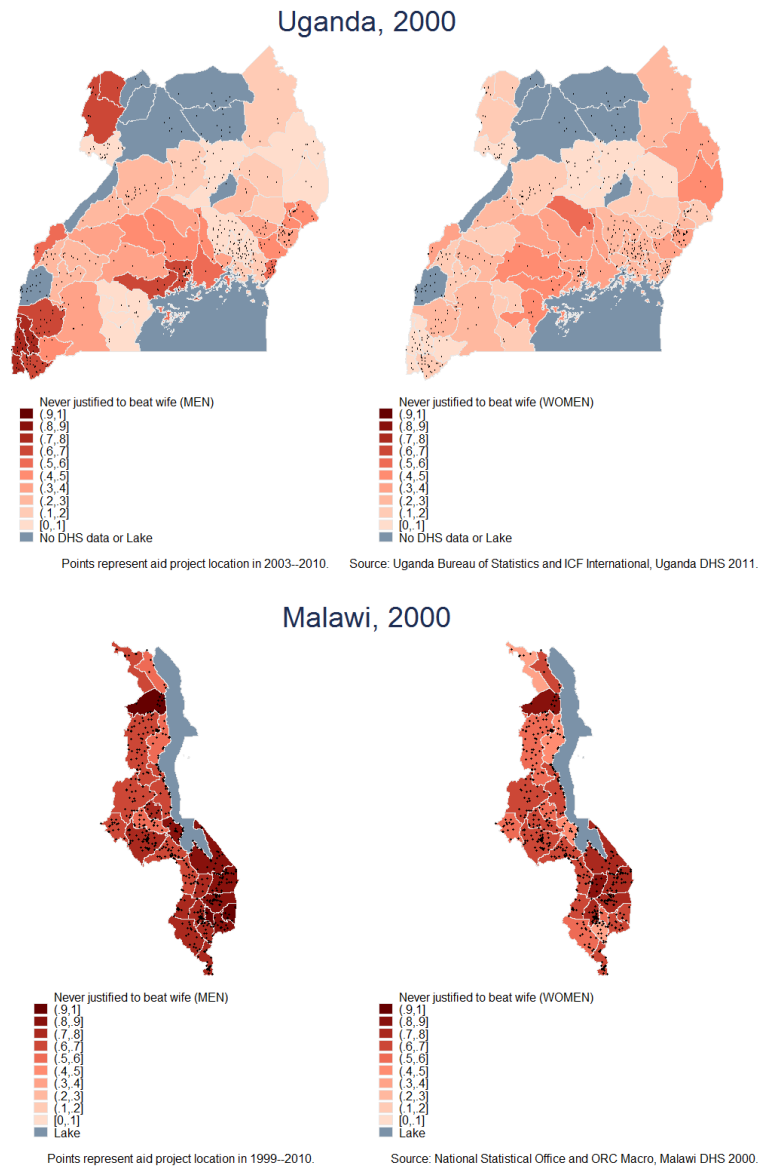 Uganda, 2000
Never justified to beat wife (MEN)
(.9,1]
(.8,.9]
(.7,.8]
(.6,.7]
(.5,.6]
(.4,.5]
(.3,.4]
(.2,.3]
(.1,.2]
[0,.1]
No DHS data or Lake
Never justified to beat wife (WOMEN)
(.9,1]
(.8,.9]
(.7,.8]
(.6,.7]
(.5,.6]
(.4,.5]
(.3,.4]
(.2,.3]
(.1,.2]
[0,.1]
No DHS data or Lake
Points represent aid project location in 2003--2010.
Source: Uganda Bureau of Statistics and ICF International, Uganda DHS 2011.
Malawi, 2000
Never justified to beat wife (MEN)
(.9,1]
(.8,.9]
(.7,.8]
(.6,.7]
(.5,.6]
(.4,.5]
(.3,.4]
(.2,.3]
(.1,.2]
[0,.1]
Lake
Never justified to beat wife (WOMEN)
(.9,1]
(.8,.9]
(.7,.8]
(.6,.7]
(.5,.6]
(.4,.5]
(.3,.4]
(.2,.3]
(.1,.2]
[0,.1]
Lake
Points represent aid project location in 1999--2010.
Source: National Statistical Office and ORC Macro, Malawi DHS 2000.